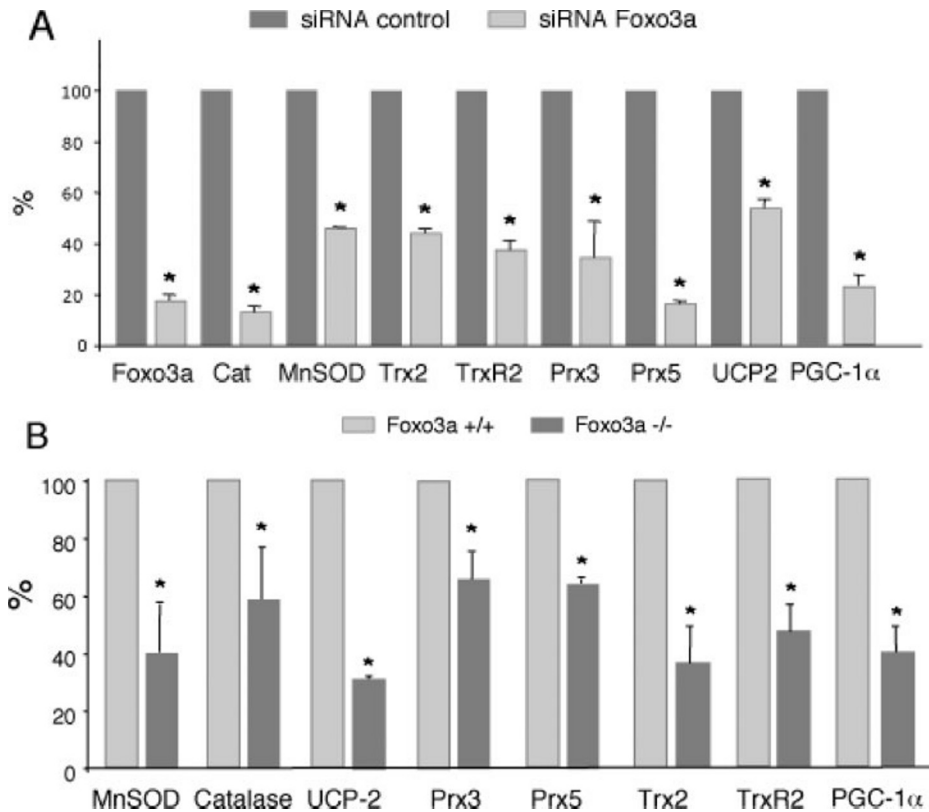 A
siRNA control siRNA Foxo3a
100
80
60
40
20
0
%
* * * * * * * * *
Foxo3a Cat MnSOD Trx2 TrxR2 Prx3 Prx5 UCP2 PGC-1α
B
Foxo3a +/+ Foxo3a -/-
100
80
60
40
20
0
%
* * * * * * * *
MnSOD Catalase UCP-2 Prx3 Prx5 Trx2 TrxR2 PGC-1α